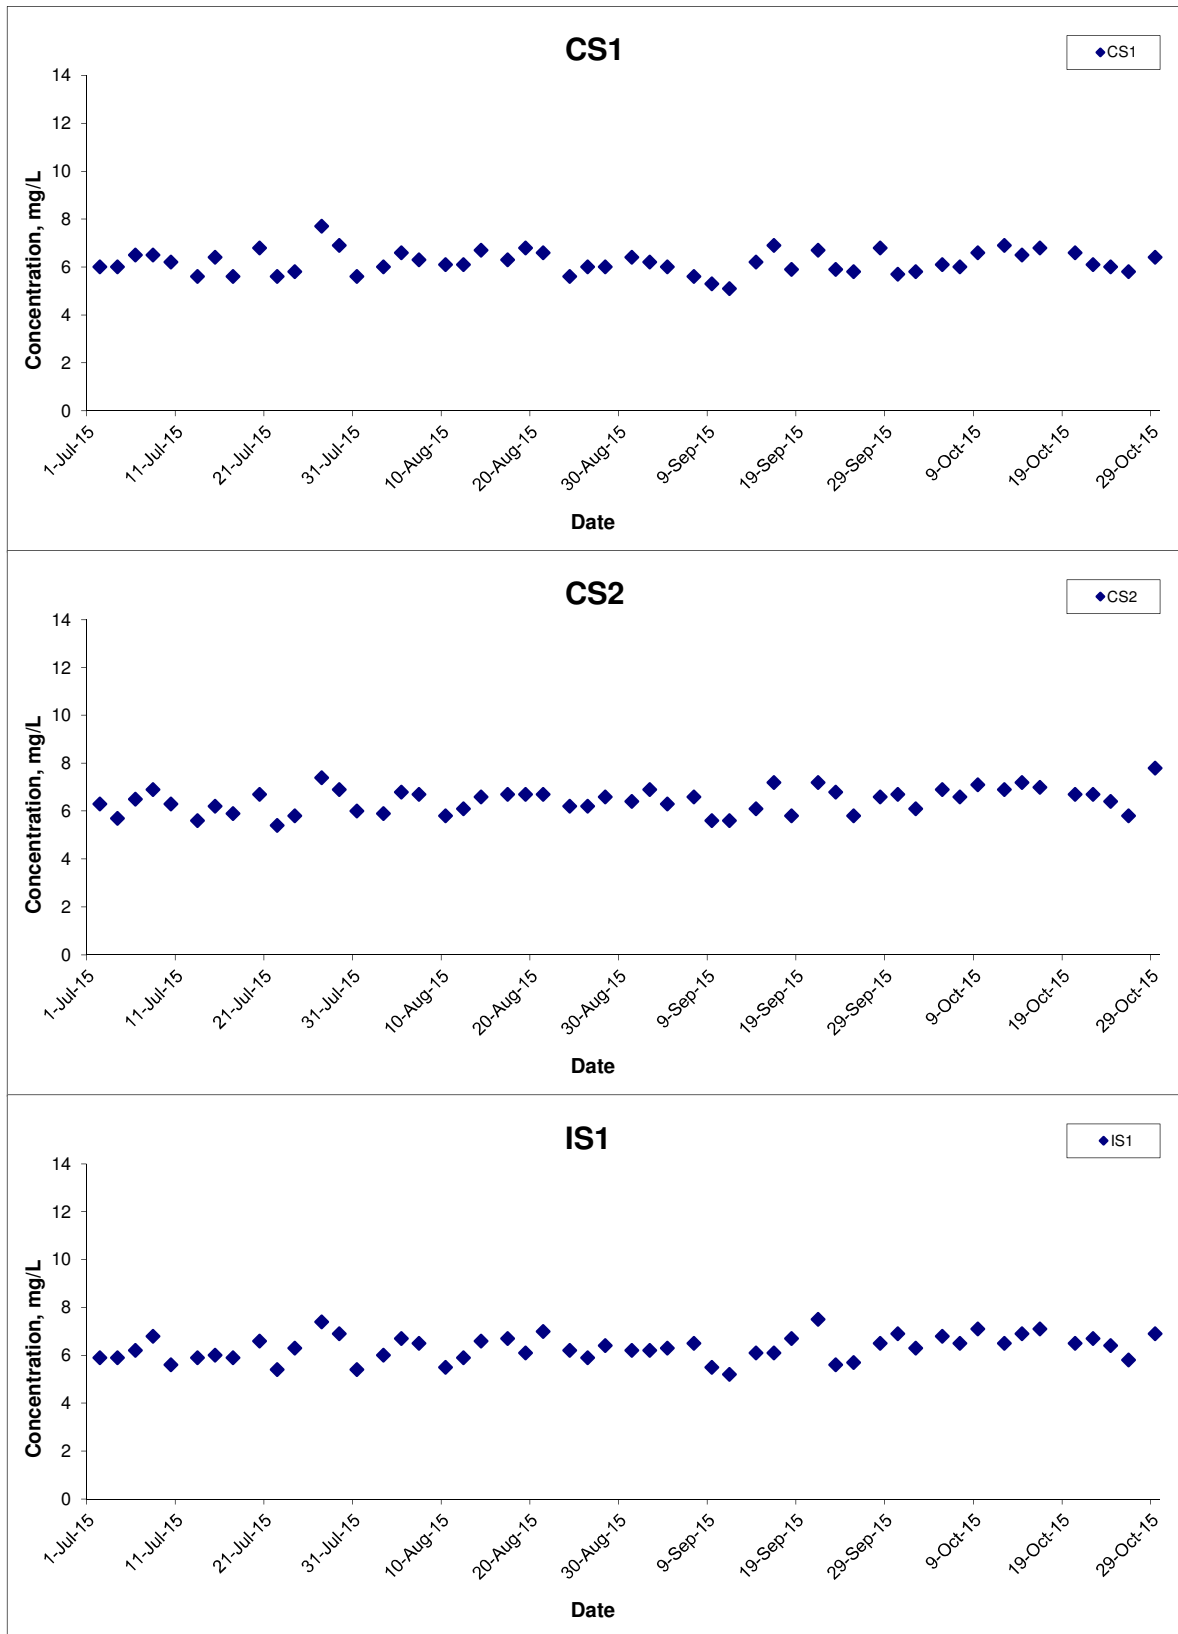 CS1
CS1
14
12
10
8
6
4
2
0
Concentration, mg/L
1-Jul-15
11-Jul-15
21-Jul-15
31-Jul-15
10-Aug-15
20-Aug-15
30-Aug-15
9-Sep-15
19-Sep-15
29-Sep-15
9-Oct-15
19-Oct-15
29-Oct-15
Date
CS2
CS2
14
12
10
8
6
4
2
0
Concentration, mg/L
1-Jul-15
11-Jul-15
21-Jul-15
31-Jul-15
10-Aug-15
20-Aug-15
30-Aug-15
9-Sep-15
19-Sep-15
29-Sep-15
9-Oct-15
19-Oct-15
29-Oct-15
Date
IS1
IS1
14
12
10
8
6
4
2
0
Concentration, mg/L
1-Jul-15
11-Jul-15
21-Jul-15
31-Jul-15
10-Aug-15
20-Aug-15
30-Aug-15
9-Sep-15
19-Sep-15
29-Sep-15
9-Oct-15
19-Oct-15
29-Oct-15
Date